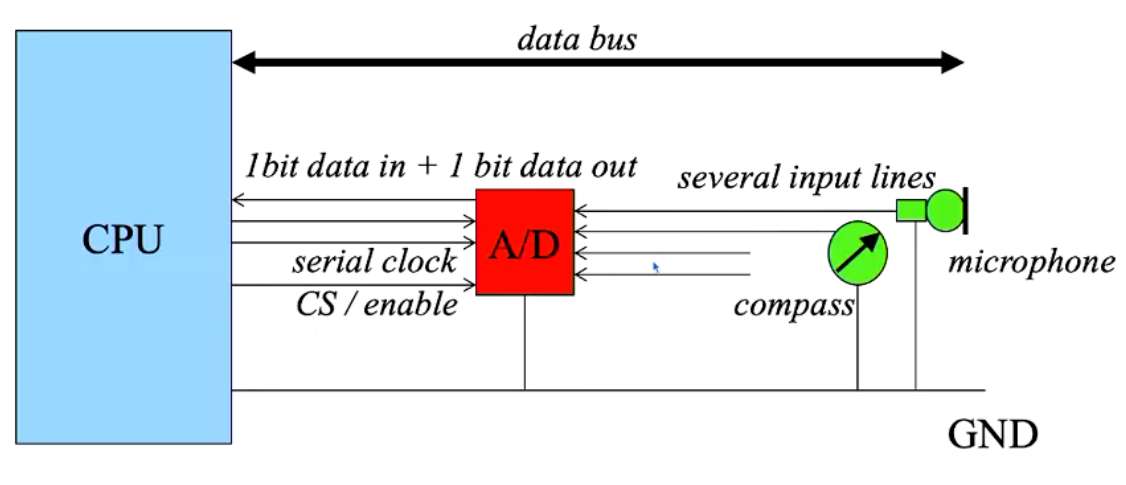 data bus
1bit data in + 1 bit data out
several input lines
CPU
A/D
serial clock
microphone
CS / enable
compass
GND